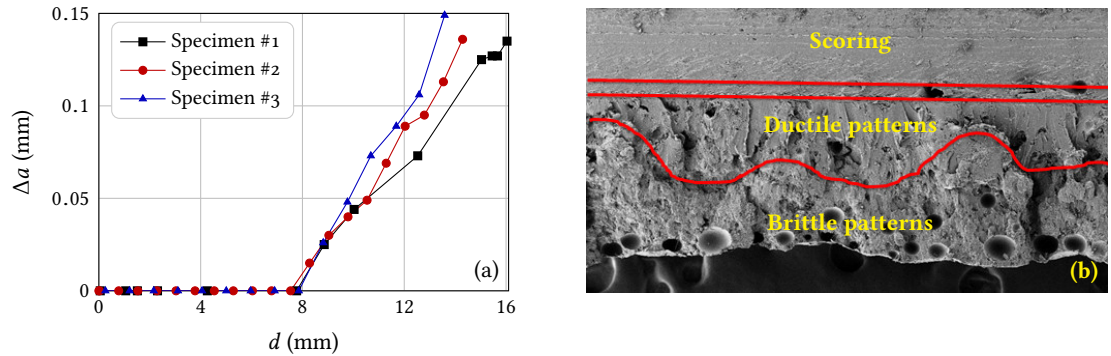 0.15
0.1
0.05
0
Δa (mm)
Specimen #1
Specimen #2
Specimen #3
(a)
0 4 8 12 16
d (mm)
Scoring
Ductile patterns
Brittle patterns
(b)